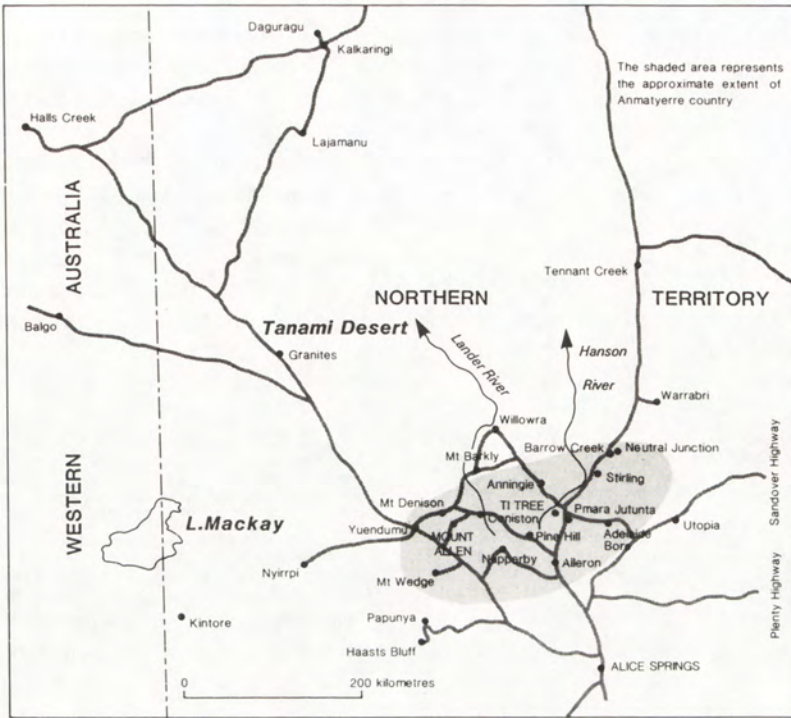 Daguragu
Kalkaringi
The shaded area represents
the approximate extent of
Anmatyerre country
Halls Creek
Lajamanu
WESTERN AUSTRALIA
Tennant Creek
NORTHERN TERRITORY
Balgo
Tanami Desert
Granites
Lander River
Hanson
River
Warrabri
Willowra
Mt Barkly
Barrow Creek
Neutral Junction
Sandover Highway
Anningie
Stirling
Mt Denison
TI TREE
Coniston
Pmara Jutunta
L.Mackay
Yuendumu
MOUNT
ALLEN
Pine Hill
Adelaide
Bore
Utopia
Napperby
Aileron
Nyirrpi
Mt Wedge
Plenty Highway
Kintore
Papunya
Haasts Bluff
ALICE SPRINGS
0
200 kilometres